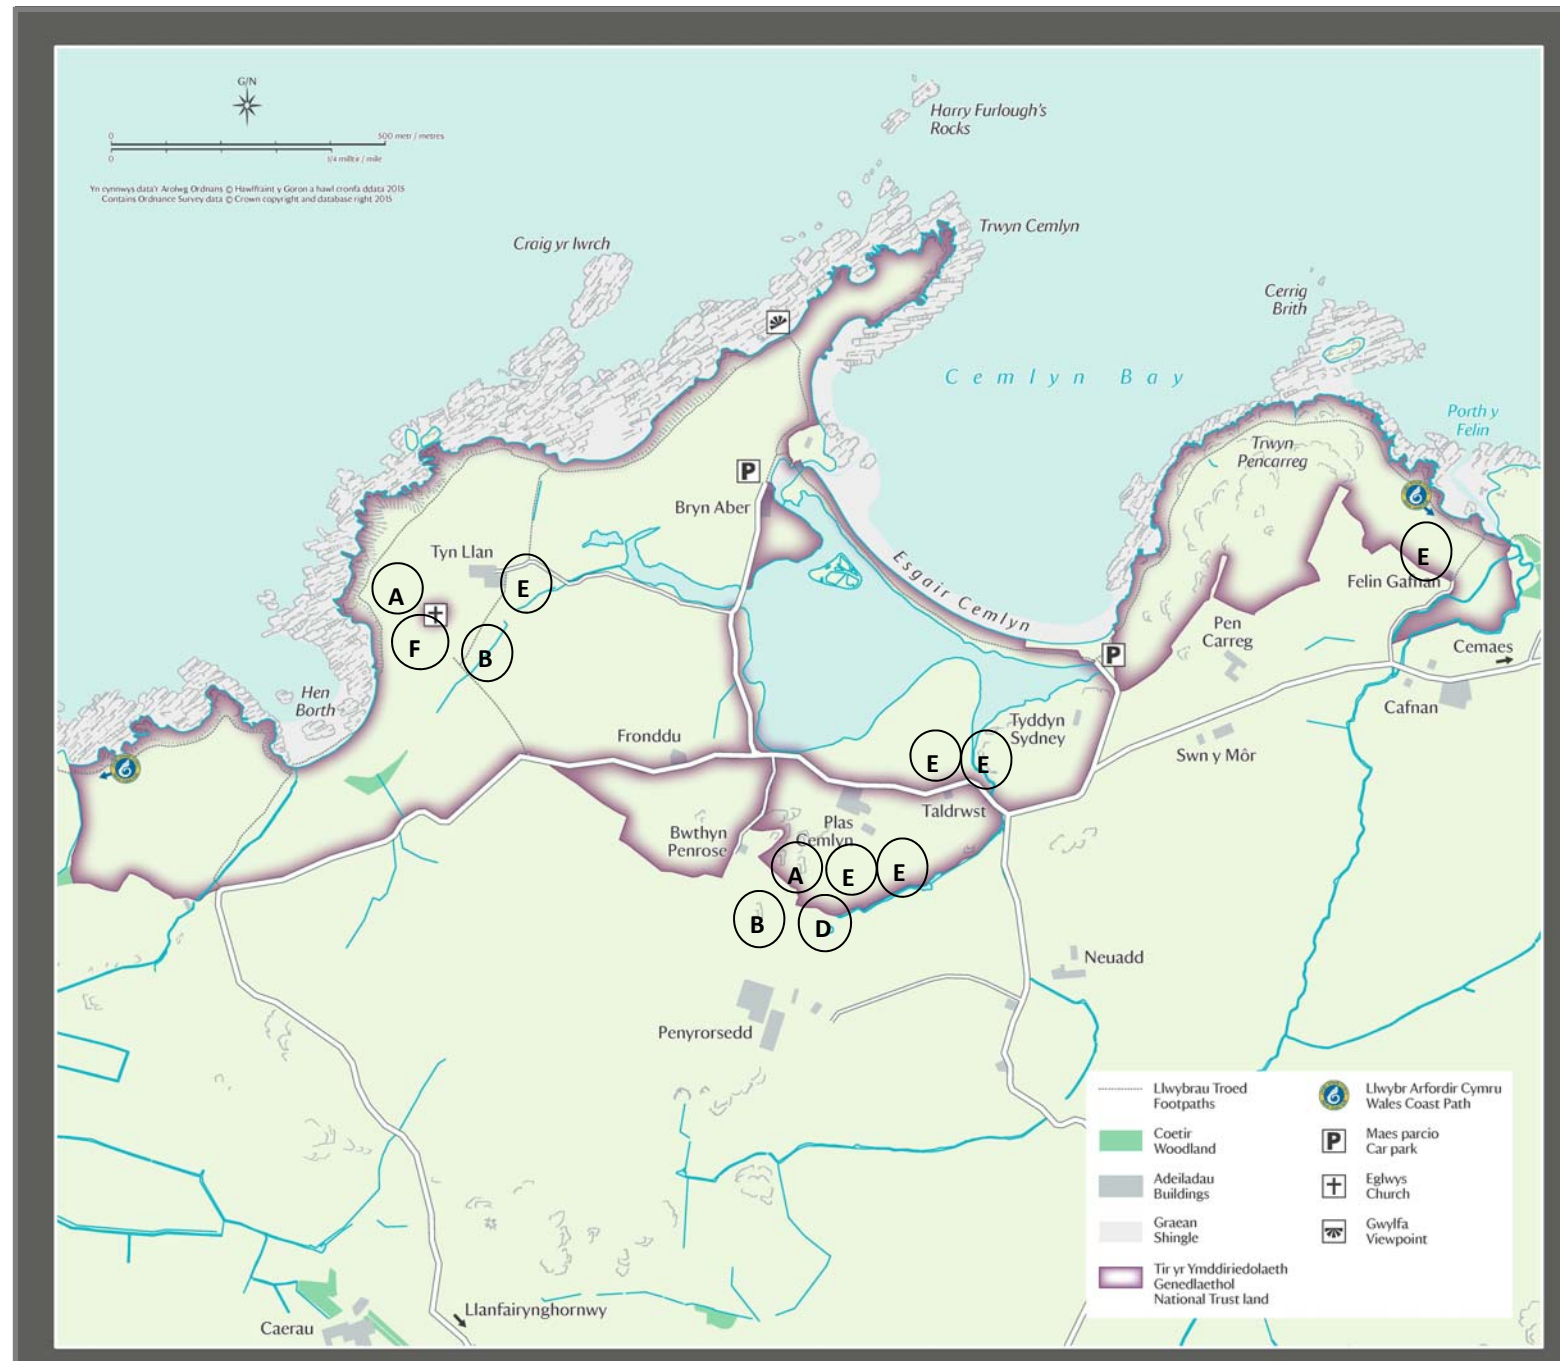 G/N
0 500 metr / metres
0 1/4 milltir / mile
Yn cynnwys data'r Arolwg Ordnans © Hawlfraint y Goron a hawl cronfa ddata 2015
Contains Ordnance Survey data © Crown copyright and database right 2015
Harry Furlough's
Rocks
Trwyn Cemlyn
Craig yr Iwrch
Cerrig
Brith
Cemlyn Bay
Porth y
Felin
Trwyn
Pencarreg
P
Bryn Aber
Esgair Cemlyn
Tyn Llan
A
E
F
B
E
Felin Gafnan
Pen
Carreg
Cemaes
P
Hen
Borth
Cafnan
Tyddyn
Sydney
Swn y Môr
Fronddu
E
E
Taldrwst
Plas
Cemlyn
Bwthyn
Penrose
A
E
E
B
D
Neuadd
Penyrorsedd
Llanfairynghornwy
Caerau
Llwybrau Troed
Footpaths
Coetir
Woodland
Adeiladau
Buildings
Graean
Shingle
Tir yr Ymddiriedolaeth
Genedlaethol
National Trust land
Llwybr Arfordir Cymru
Wales Coast Path
P
Maes parcio
Car park
Eglwys
Church
Gwylfa
Viewpoint